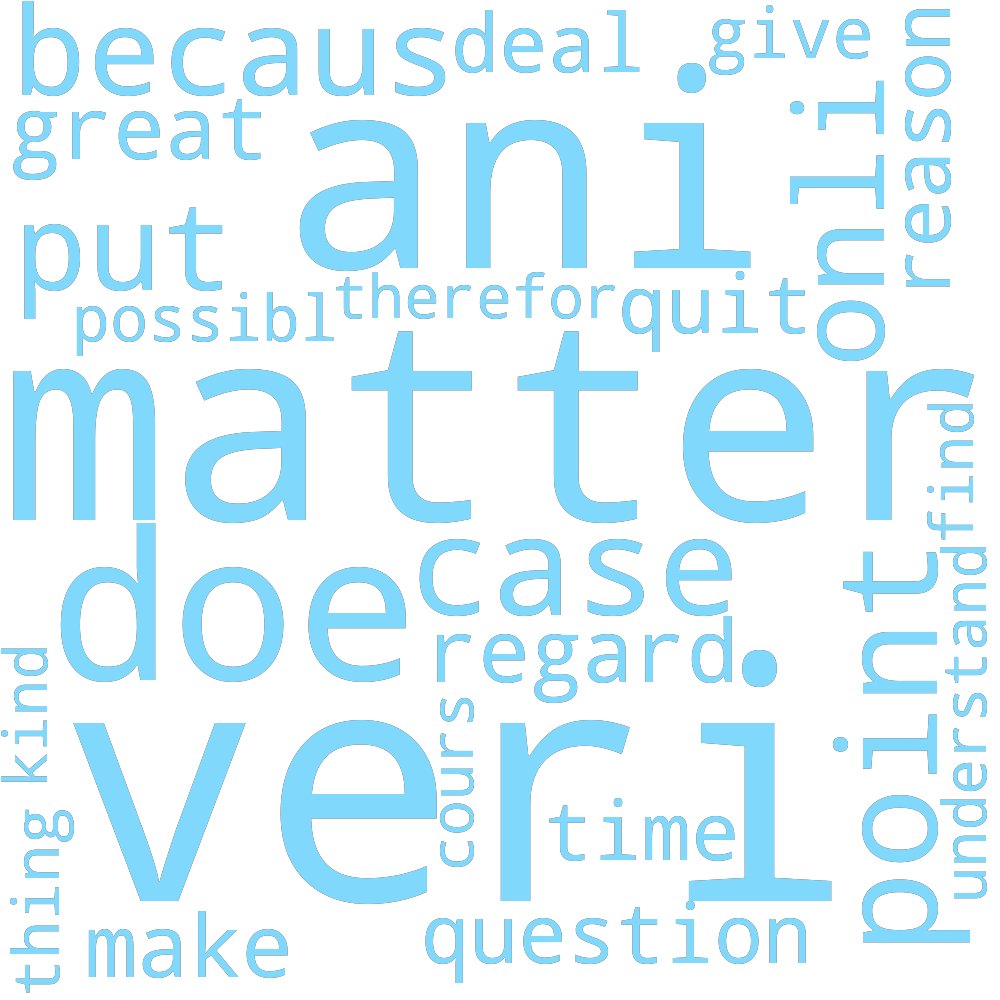 becaus
deal
give
great
ani
onli
reason
put
possibl
therefor
quit
matter
find
doe
case
point
regard
understand
kind
veri
cours
time
thing
make
question